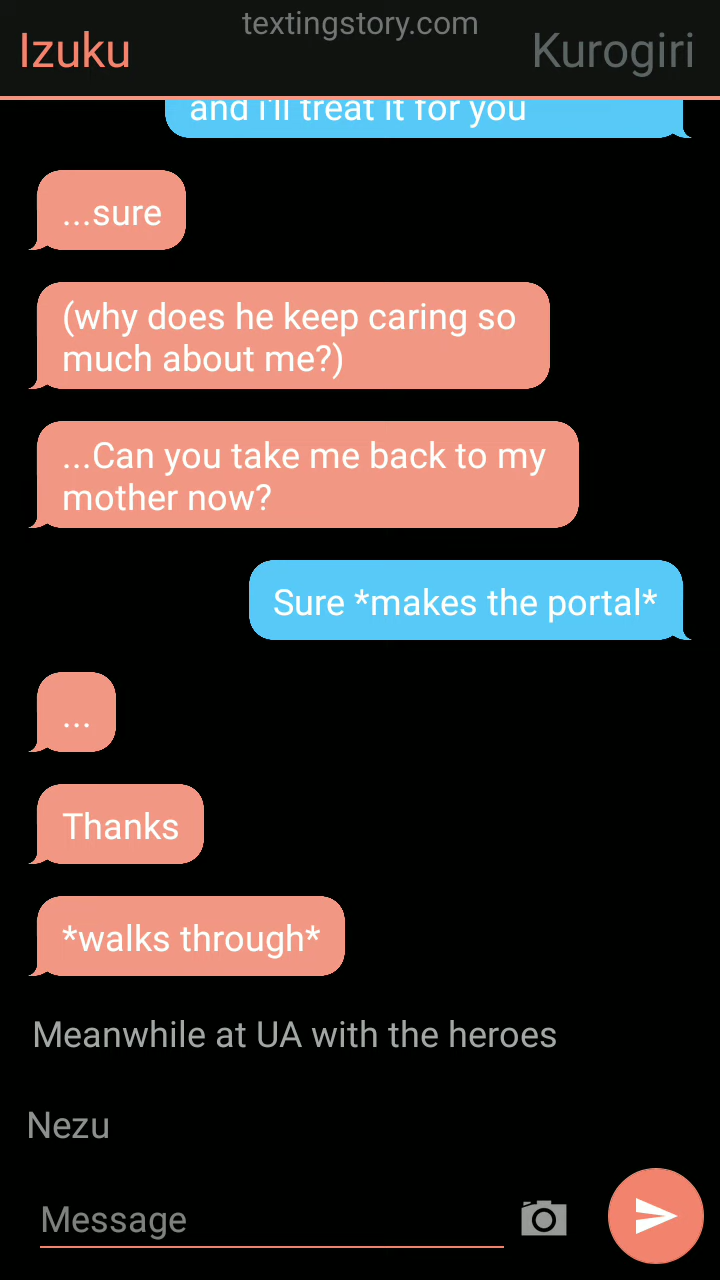 textingstory.com
Izuku
Kurogiri
and i'll treat it for you
...sure
(why does he keep caring so
much about me?)
...Can you take me back to my
mother now?
Sure *makes the portal*
...
Thanks
*walks through*
Meanwhile at UA with the heroes
Nezu
Message